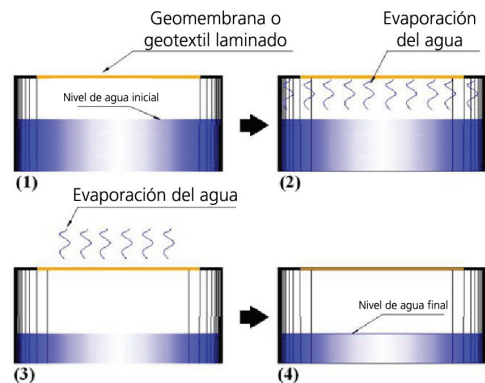 Geomembrana o
geotextil laminado
Evaporación
del agua
Nivel de agua inicial
(1)
(2)
Evaporación del agua
Nivel de agua final
(3)
(4)